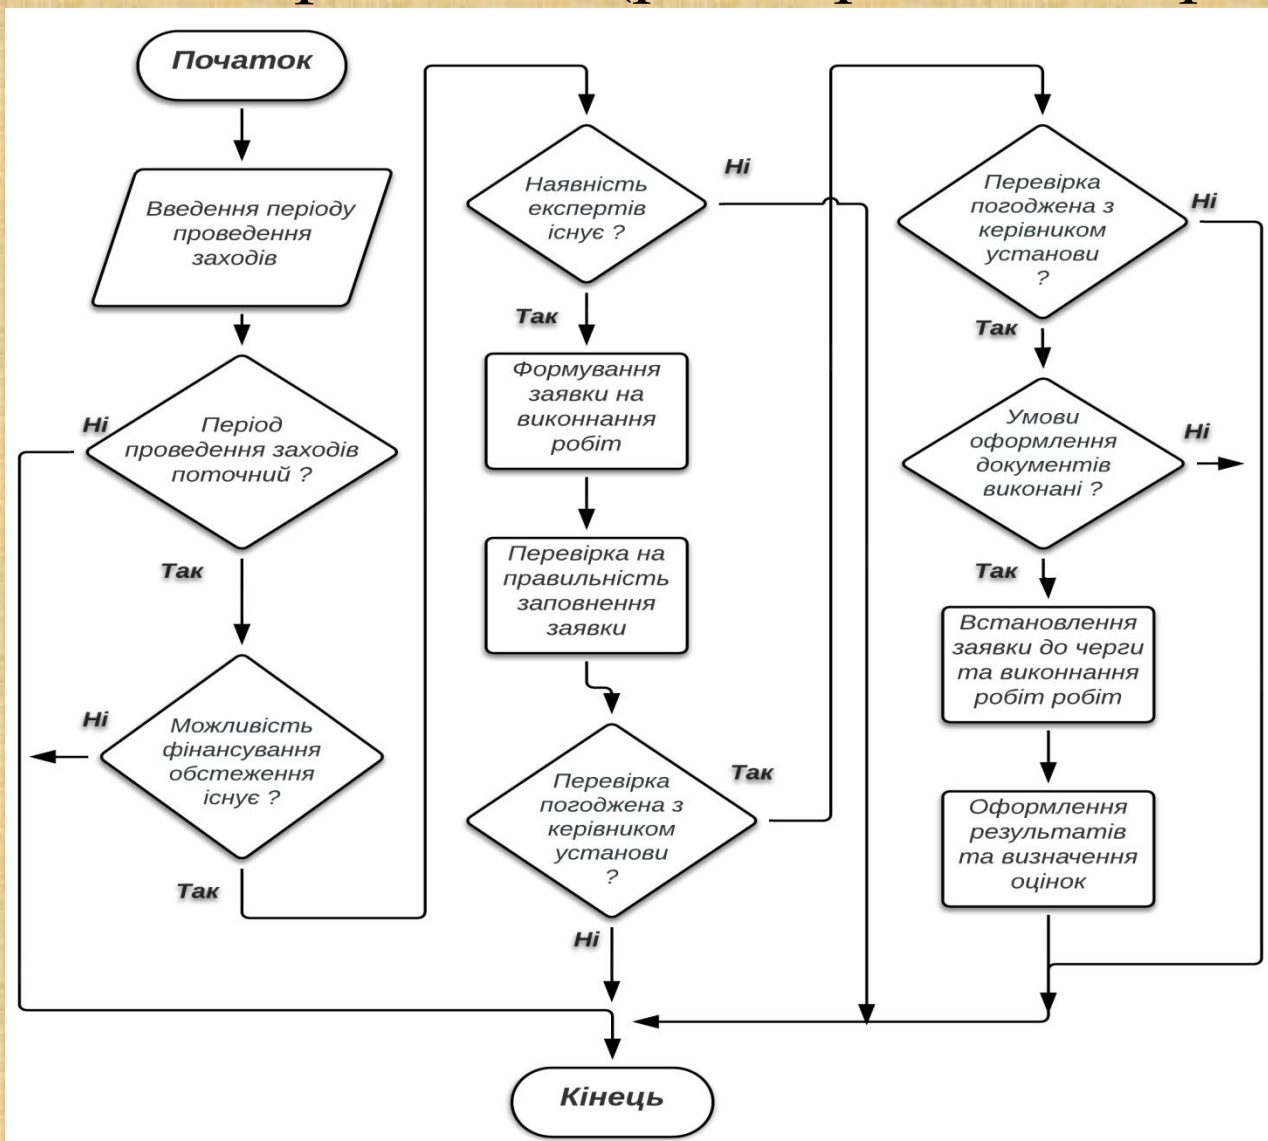 Початок
Введення періоду
проведення
заходів
Ні
Період
проведення заходів
поточний ?
Так
Ні
Можливість
фінансування
обстеження
існує ?
Так
Наявність
експертів
існує ?
Ні
Так
Формування
заявки на
виконнання
робіт
Перевірка на
правильність
заповнення
заявки
Перевірка
погоджена з
керівником
установи
?
Так
Ні
Перевірка
погоджена з
керівником
установи
?
Ні
Так
Умови
оформлення
документів
виконані ?
Ні
Так
Встановлення
заявки до черги
та виконнання
робіт робіт
Оформлення
результатів
та визначення
оцінок
Кінець